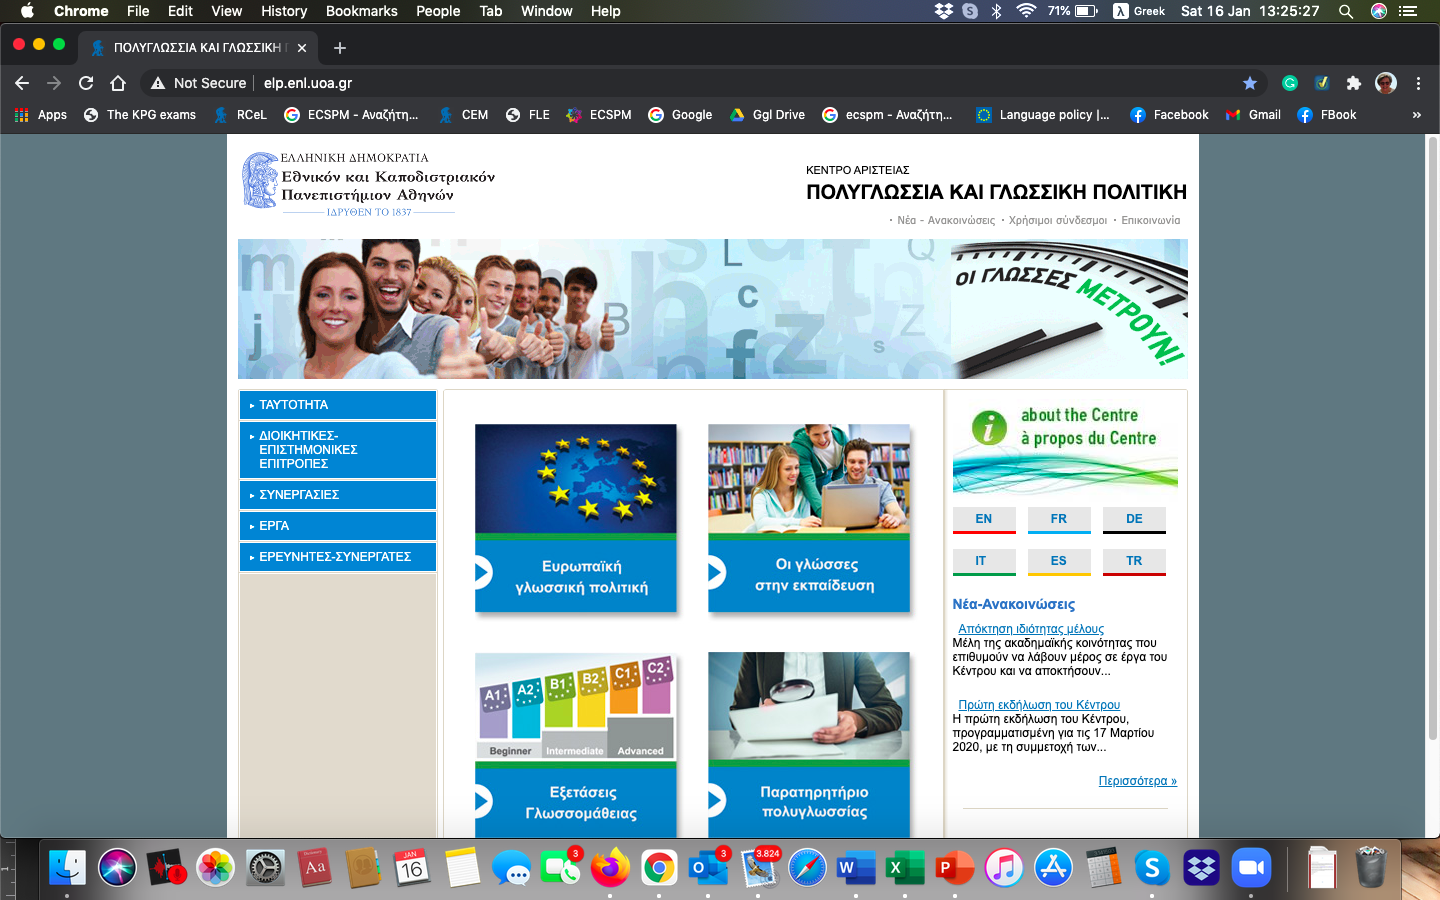 Chrome File Edit View History Bookmarks People Tab Window Help 71% Greek Sat 16 Jan 13:25:27
ΠΟΛΥΓΛΩΣΣΙΑ ΚΑΙ ΓΛΩΣΣΙΚΗ
Not Secure elp.enl.uoa.gr
Apps The KPG exams RCeL ECSPM - Αναζήτη... CEM FLE ECSPM Google Ggl Drive ecspm - Αναζήτη... Language policy |... Facebook Gmail FBook »
ΕΛΛΗΝΙΚΗ ΔΗΜΟΚΡΑΤΙΑ
Εθνικόν και Καποδιστριακόν
Πανεπιστήμιον Αθηνών
ΙΔΡΥΘΕΝ ΤΟ 1837
ΚΕΝΤΡΟ ΑΡΙΣΤΕΙΑΣ
ΠΟΛΥΓΛΩΣΣΙΑ ΚΑΙ ΓΛΩΣΣΙΚΗ ΠΟΛΙΤΙΚΗ
· Νέα - Ανακοινώσεις · Χρήσιμοι σύνδεσμοι · Επικοινωνία
m j B L c f z Z s Q
ΟΙ ΓΛΩΣΣΕΣ ΜΕΤΡΟΥΝ!
ΤΑΥΤΟΤΗΤΑ
ΔΙΟΙΚΗΤΙΚΕΣ-
ΕΠΙΣΤΗΜΟΝΙΚΕΣ
ΕΠΙΤΡΟΠΕΣ
ΣΥΝΕΡΓΑΣΙΕΣ
ΕΡΓΑ
ΕΡΕΥΝΗΤΕΣ-ΣΥΝΕΡΓΑΤΕΣ
Ευρωπαϊκή
γλωσσική πολιτική
Οι γλώσσες
στην εκπαίδευση
A1 A2 B1 B2 C1 C2
Beginner Intermediate Advanced
Εξετάσεις
Γλωσσομάθειας
Παρατηρητήριο
πολυγλωσσίας
about the Centre
à propos du Centre
EN FR DE
IT ES TR
Νέα-Ανακοινώσεις
Απόκτηση ιδιότητας μέλους
Μέλη της ακαδημαϊκής κοινότητας που
επιθυμούν να λάβουν μέρος σε έργα του
Κέντρου και να αποκτήσουν...
Πρώτη εκδήλωση του Κέντρου
Η πρώτη εκδήλωση του Κέντρου,
προγραμματισμένη για τις 17 Μαρτίου
2020, με τη συμμετοχή των...
Περισσότερα »
Aa JAN 16 3 3 3.824 W X P